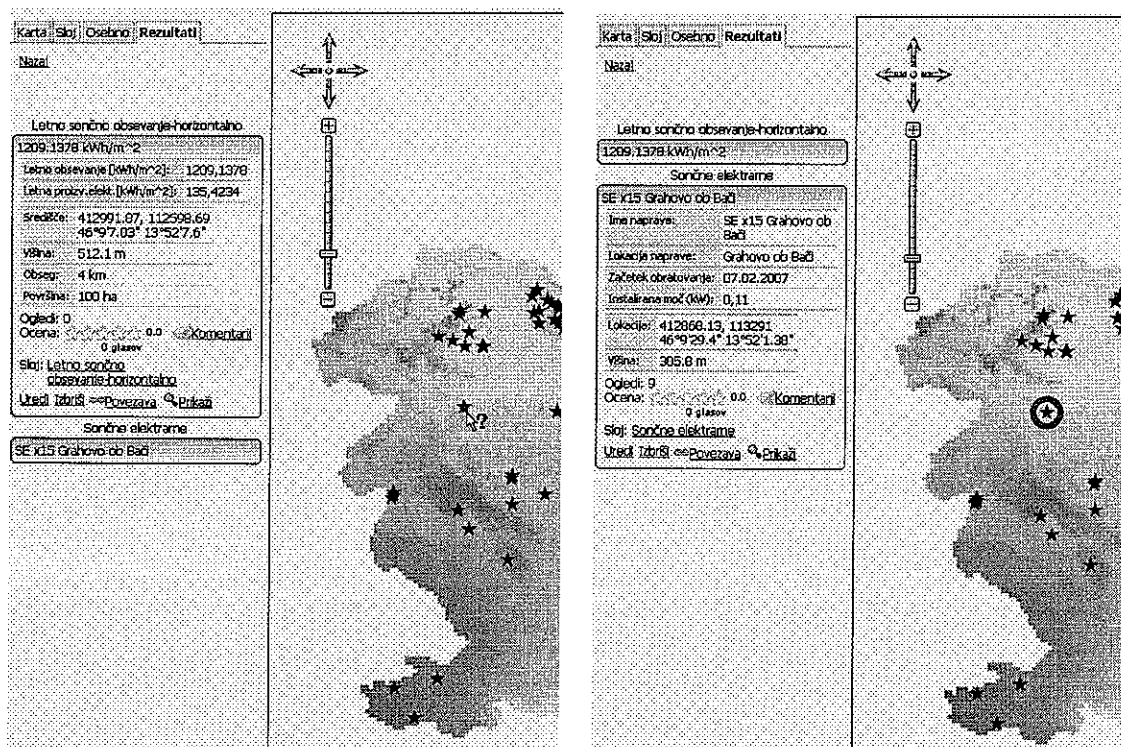 Karta Sloj Osebno Rezultati
Nazaj
Letno sončno obsevanje-horizontalno
1209,1378 kWh/m^2
Letno obsevanje [kWh/m^2]: 1209,1378
Letna proizv.elekt.[kWh/m^2]: 135,4234
Središče: 412991.07, 112598.69
46°9'7.03" 13°52'7.6"
Višina: 512.1 m
Obseg: 4 km
Površina: 100 ha
Ogledi: 0
Ocena: 0.0 Komentarji
0 glasov
Sloj: Letno sončno
obsevanje-horizontalno
Uredi Izbriši Povezava Prikaži
Sončne elektrarne
SE x15 Grahovo ob Bači
?
Karta Sloj Osebno Rezultati
Nazaj
Letno sončno obsevanje-horizontalno
1209,1378 kWh/m^2
Sončne elektrarne
SE x15 Grahovo ob Bači
Ime naprave: SE x15 Grahovo ob
Bači
Lokacija naprave: Grahovo ob Bači
Začetek obratovanja: 07.02.2007
Instalirana moč (kW): 0,11
Lokacija: 412868.13, 113291
46°9'29.4" 13°52'1.38"
Višina: 305.8 m
Ogledi: 9
Ocena: 0.0 Komentarji
0 glasov
Sloj: Sončne elektrarne
Uredi Izbriši Povezava Prikaži